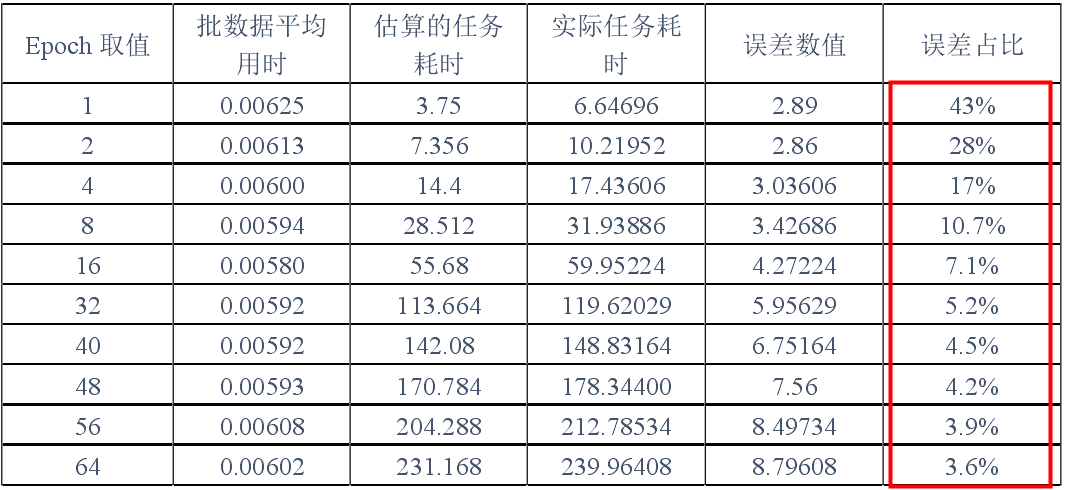 Epoch 取值 批数据平均用时 估算的任务耗时 实际任务耗时 误差数值 误差占比
1 0.00625 3.75 6.64696 2.89 43%
2 0.00613 7.356 10.21952 2.86 28%
4 0.00600 14.4 17.43606 3.03606 17%
8 0.00594 28.512 31.93886 3.42686 10.7%
16 0.00580 55.68 59.95224 4.27224 7.1%
32 0.00592 113.664 119.62029 5.95629 5.2%
40 0.00592 142.08 148.83164 6.75164 4.5%
48 0.00593 170.784 178.34400 7.56 4.2%
56 0.00608 204.288 212.78534 8.49734 3.9%
64 0.00602 231.168 239.96408 8.79608 3.6%